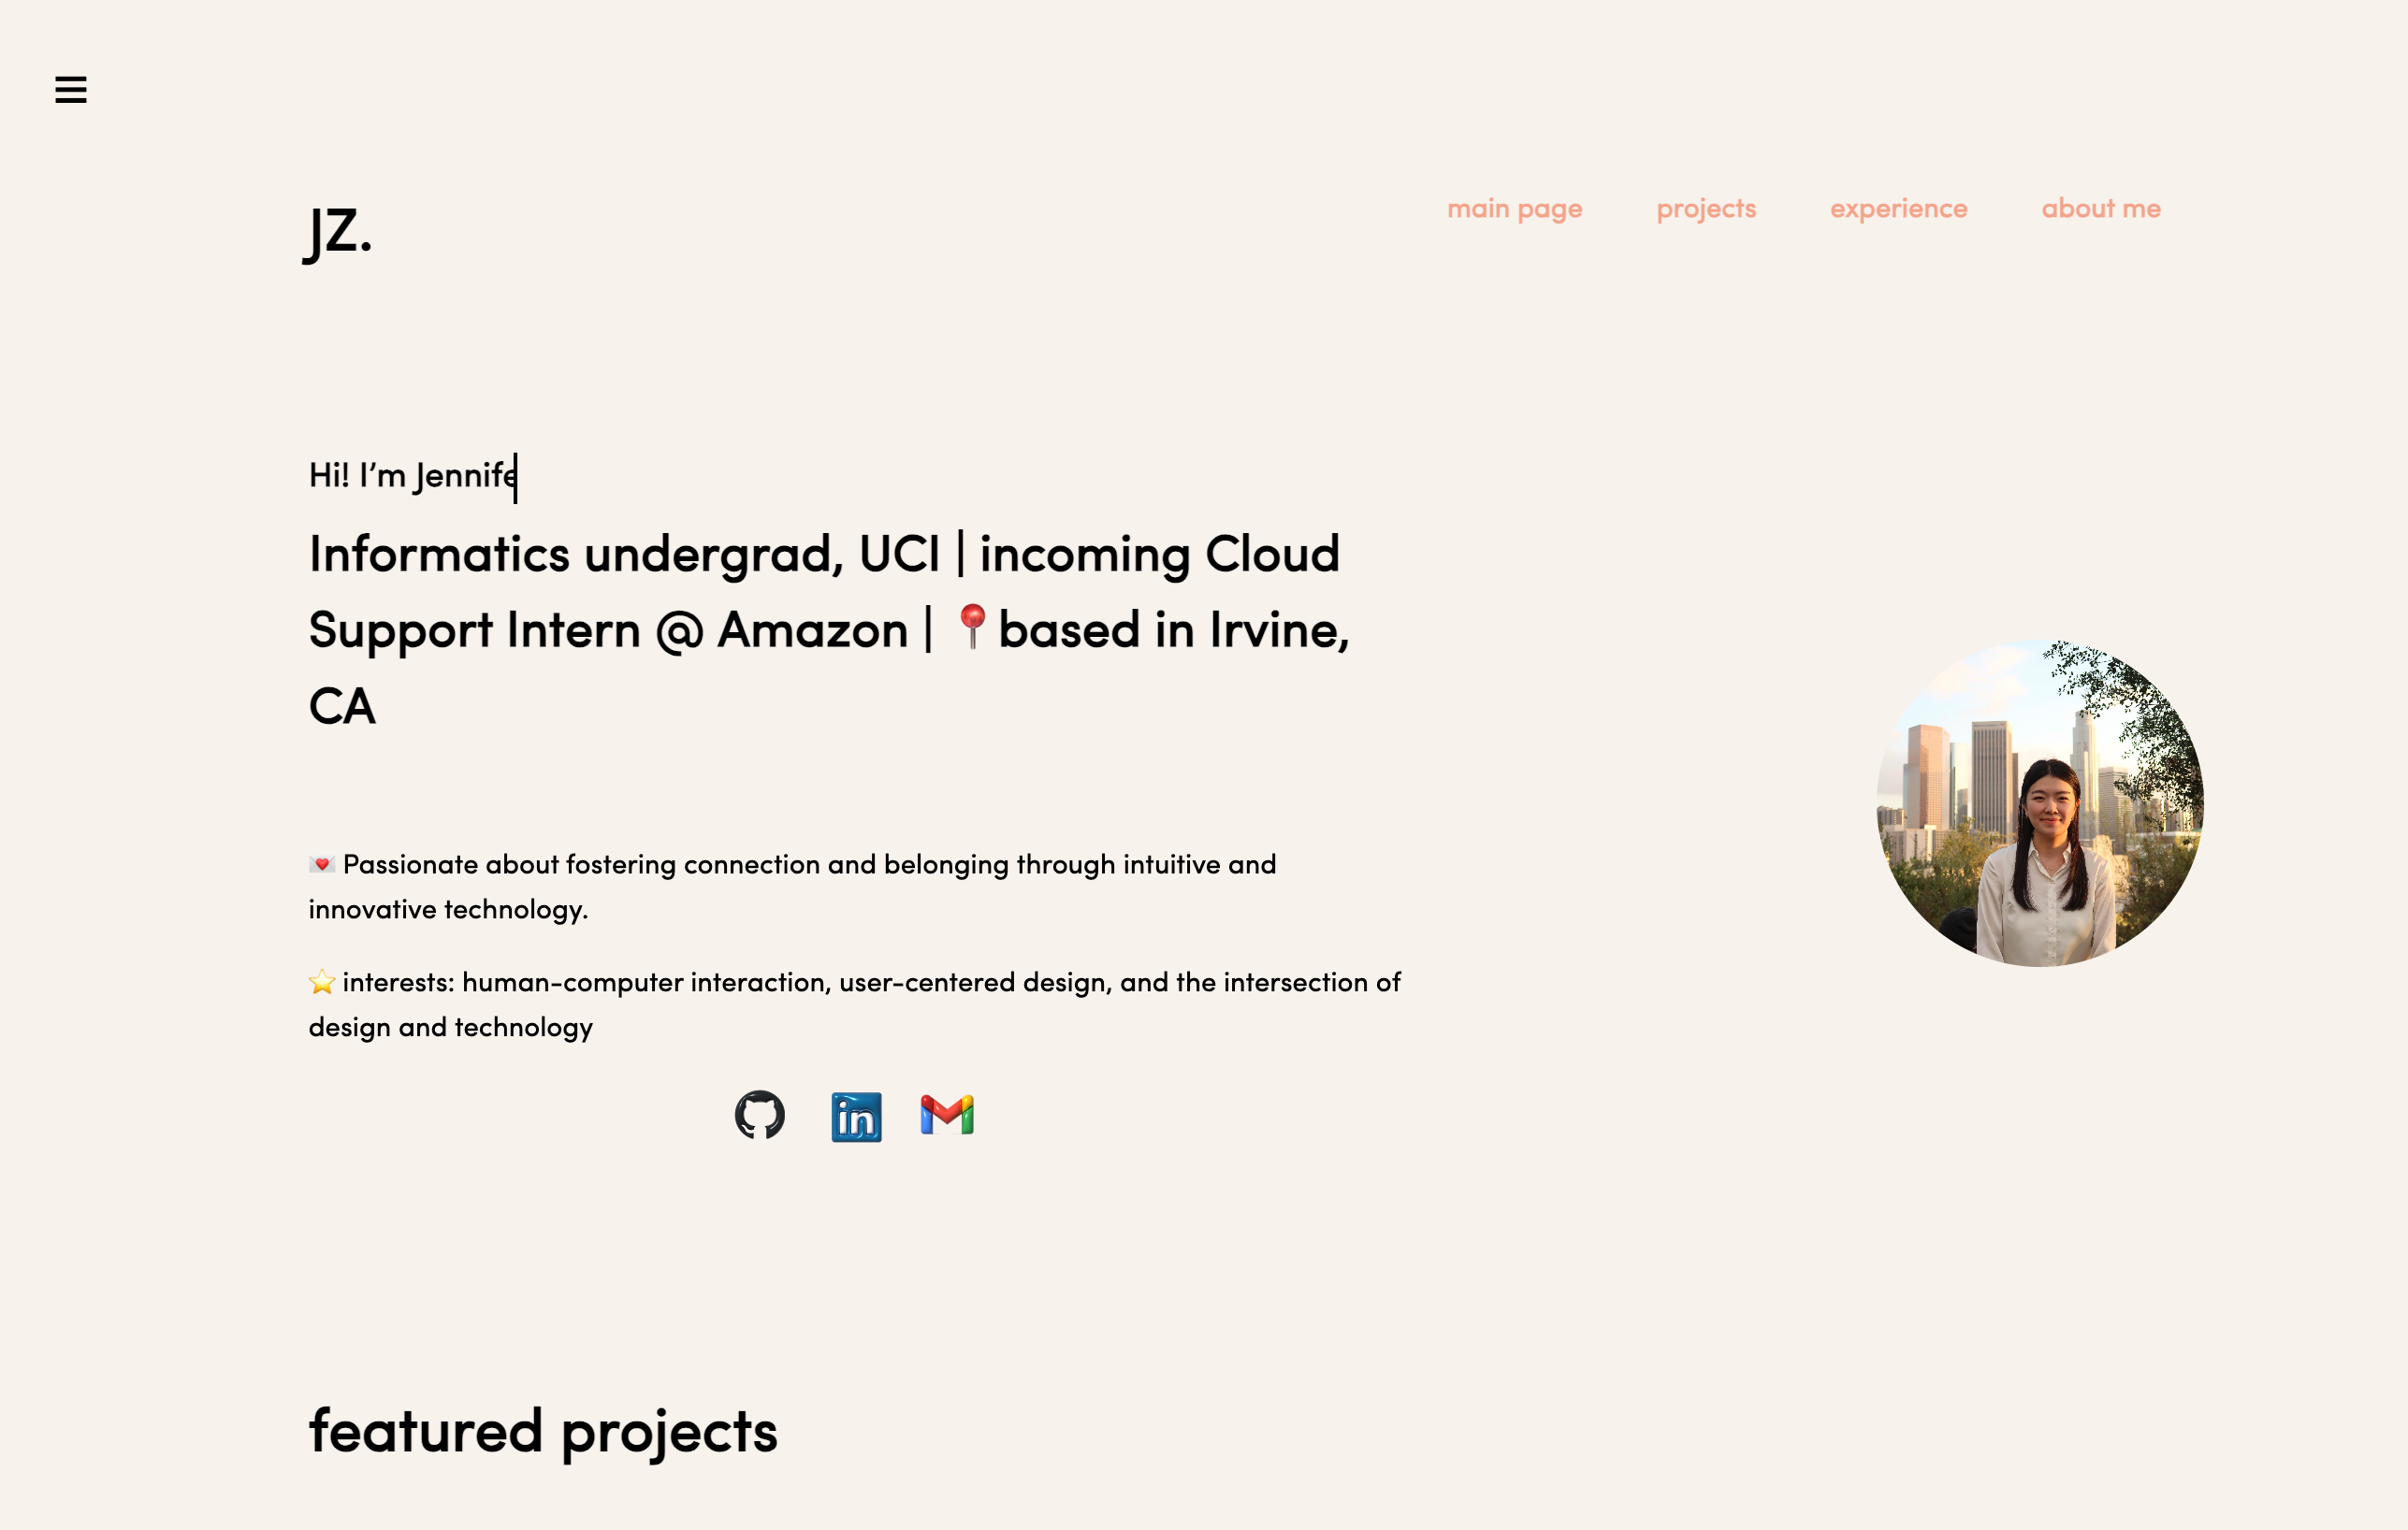 JZ.
main page
projects
experience
about me
Hi! I’m Jennife
Informatics undergrad, UCI | incoming Cloud
Support Intern @ Amazon | 📍based in Irvine,
CA
💌 Passionate about fostering connection and belonging through intuitive and
innovative technology.
⭐ interests: human-computer interaction, user-centered design, and the intersection of
design and technology
in
featured projects